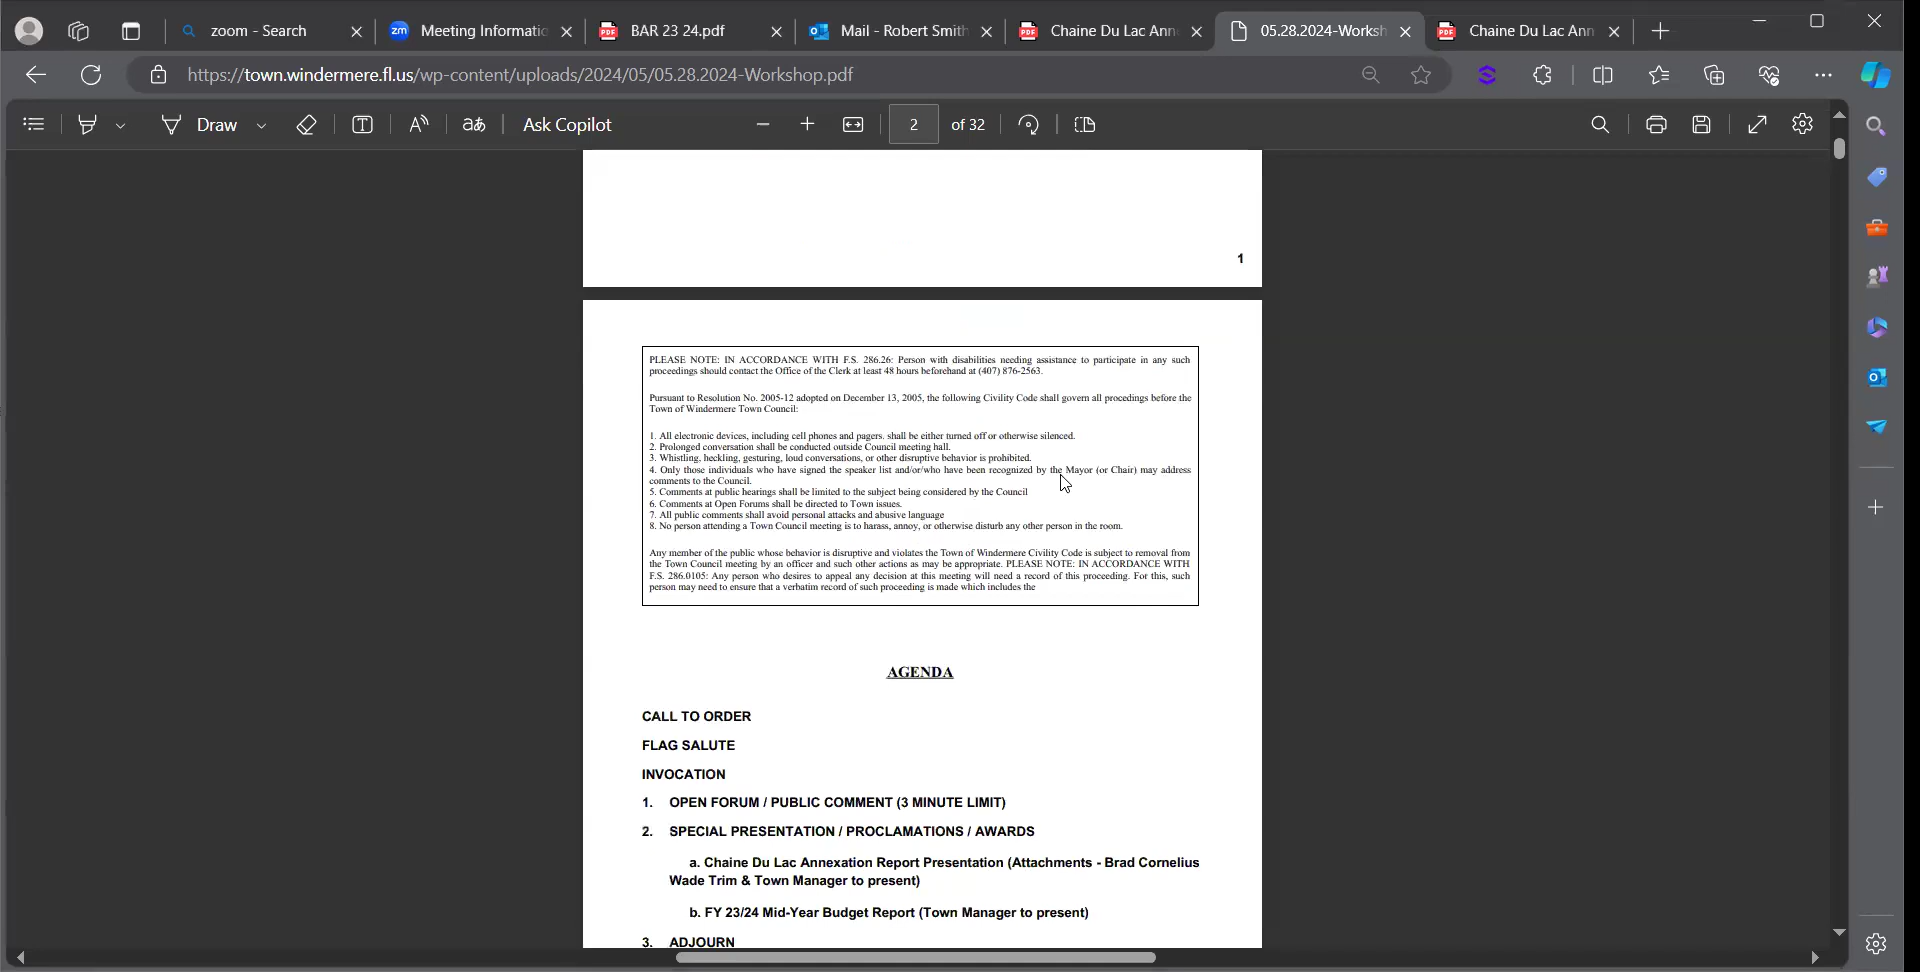 zoom - Search
Meeting Informatio
BAR 23 24.pdf
Mail - Robert Smith
Chaine Du Lac Ann
05.28.2024-Worksh
Chaine Du Lac Ann
https://town.windermere.fl.us/wp-content/uploads/2024/05/05.28.2024-Workshop.pdf
Draw
Ask Copilot
2 of 32
1
PLEASE NOTE: IN ACCORDANCE WITH F.S. 286.26: Person with disabilities needing assistance to participate in any such
proceedings should contact the Office of the Clerk at least 48 hours beforehand at (407) 876-2563.
Pursuant to Resolution No. 2005-12 adopted on December 13, 2005, the following Civility Code shall govern all procedings before the
Town of Windermere Town Council:
1. All electronic devices, including cell phones and pagers. shall be either turned off or otherwise silenced.
2. Prolonged conversation shall be conducted outside Council meeting hall.
3. Whistling, heckling, gesturing, loud conversations, or other disruptive behavior is prohibited.
4. Only those individuals who have signed the speaker list and/or/who have been recognized by the Mayor (or Chair) may address
comments to the Council.
5. Comments at public hearings shall be limited to the subject being considered by the Council
6. Comments at Open Forums shall be directed to Town issues.
7. All public comments shall avoid personal attacks and abusive language
8. No person attending a Town Council meeting is to harass, annoy, or otherwise disturb any other person in the room.
Any member of the public whose behavior is disruptive and violates the Town of Windermere Civility Code is subject to removal from
the Town Council meeting by an officer and such other actions as may be appropriate. PLEASE NOTE: IN ACCORDANCE WITH
F.S. 286.0105: Any person who desires to appeal any decision at this meeting will need a record of this proceeding. For this, such
person may need to ensure that a verbatim record of such proceeding is made which includes the
AGENDA
CALL TO ORDER
FLAG SALUTE
INVOCATION
1. OPEN FORUM / PUBLIC COMMENT (3 MINUTE LIMIT)
2. SPECIAL PRESENTATION / PROCLAMATIONS / AWARDS
a. Chaine Du Lac Annexation Report Presentation (Attachments - Brad Cornelius
Wade Trim & Town Manager to present)
b. FY 23/24 Mid-Year Budget Report (Town Manager to present)
3. ADJOURN